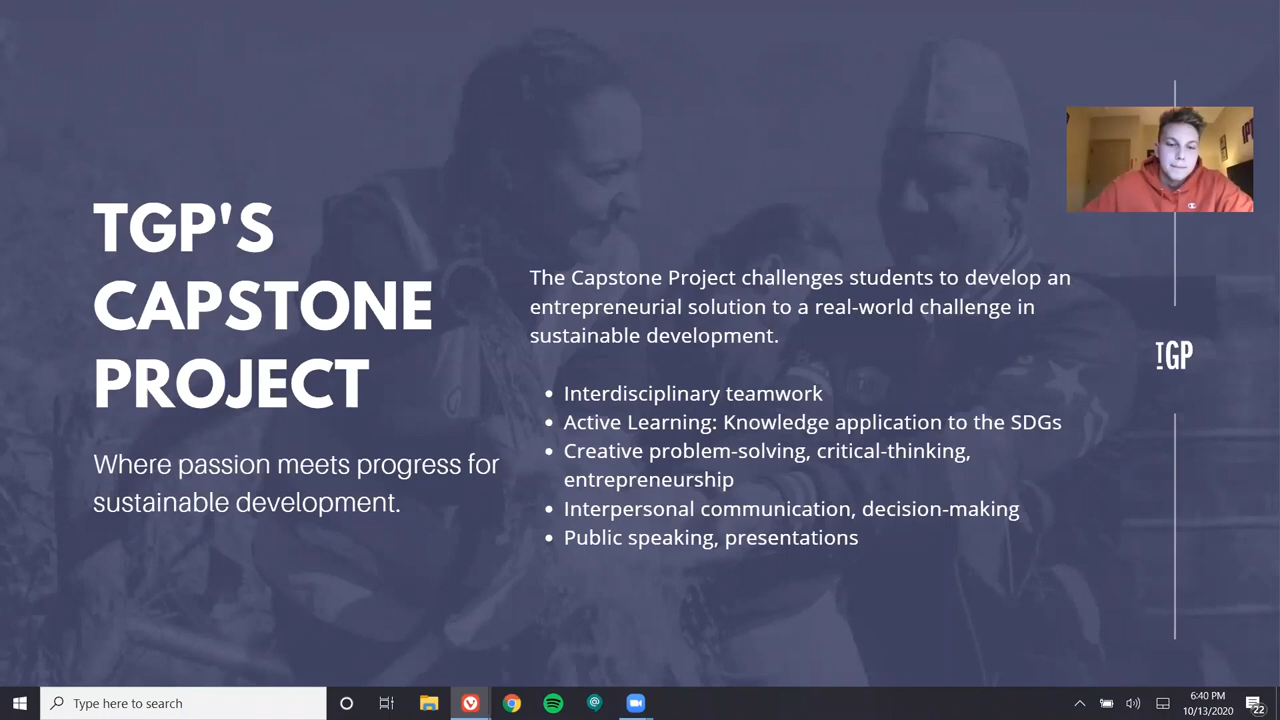 TGP'S
CAPSTONE
PROJECT
Where passion meets progress for
sustainable development.
The Capstone Project challenges students to develop an
entrepreneurial solution to a real-world challenge in
sustainable development.
• Interdisciplinary teamwork
• Active Learning: Knowledge application to the SDGs
• Creative problem-solving, critical-thinking,
entrepreneurship
• Interpersonal communication, decision-making
• Public speaking, presentations
TGP
Type here to search
6:40 PM
10/13/2020
22